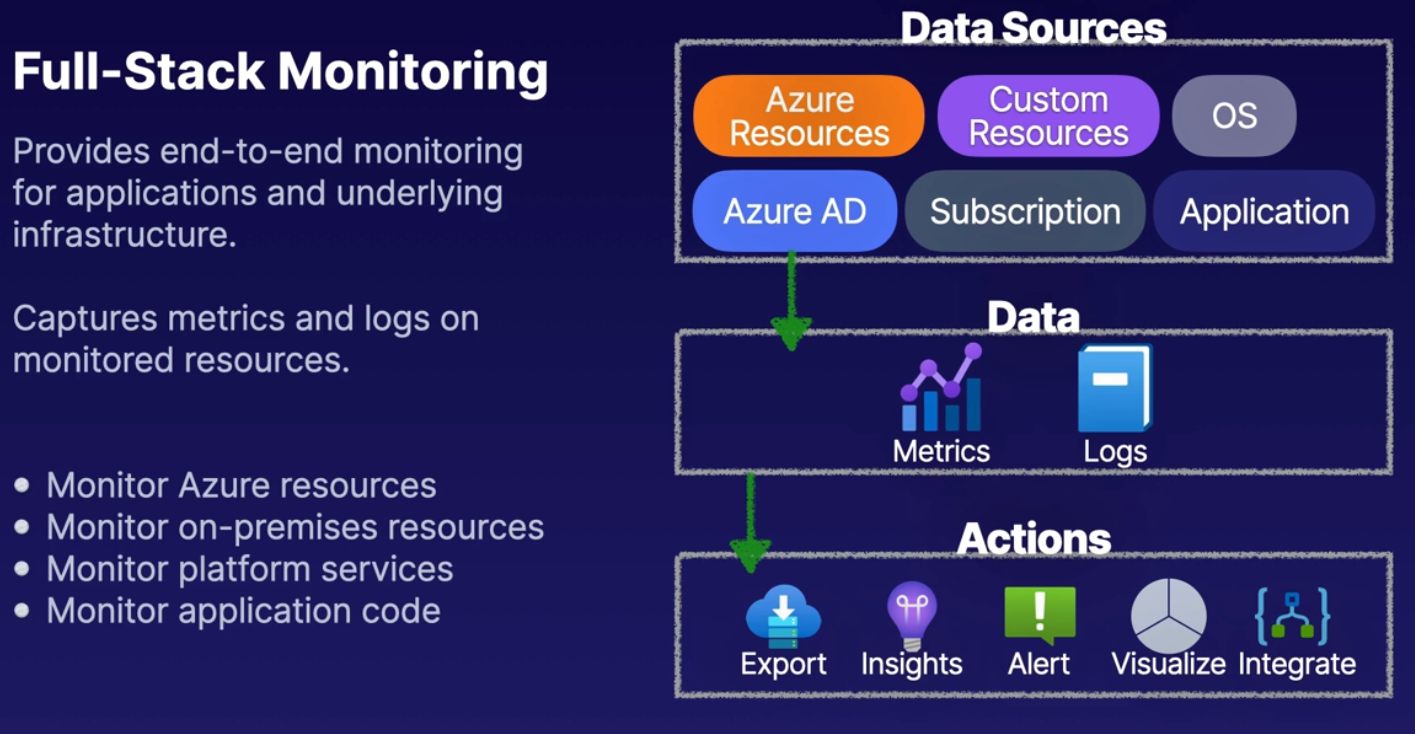 Full-Stack Monitoring
Provides end-to-end monitoring
for applications and underlying
infrastructure.
Captures metrics and logs on
monitored resources.
• Monitor Azure resources
• Monitor on-premises resources
• Monitor platform services
• Monitor application code
Data Sources
Azure
Resources
Custom
Resources
OS
Azure AD
Subscription
Application
Data
Metrics
Logs
Actions
Export
Insights
Alert
Visualize
Integrate